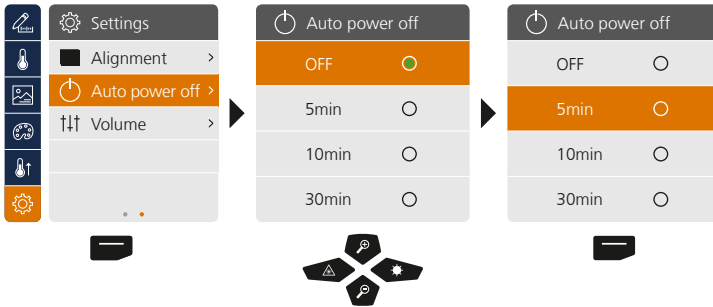 Settings
Alignment
Auto power off
Volume
Auto power off
OFF
5min
10min
30min
Auto power off
OFF
5min
10min
30min